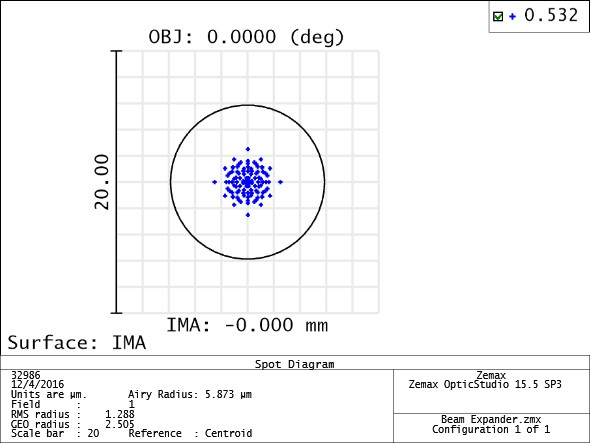 0.532
OBJ: 0.0000 (deg)
20.00
IMA: -0.000 mm
Surface: IMA
Spot Diagram
32986
12/4/2016
Units are µm. Airy Radius: 5.873 µm
Field : 1
RMS radius : 1.288
GEO radius : 2.505
Scale bar : 20 Reference : Centroid
Zemax
Zemax OpticStudio 15.5 SP3
Beam Expander.zmx
Configuration 1 of 1